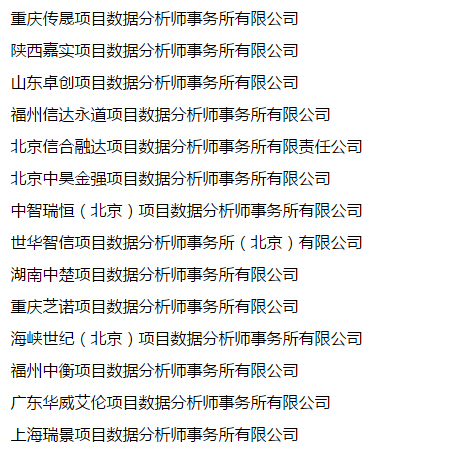 重庆传晟项目数据分析师事务所有限公司
陕西嘉实项目数据分析师事务所有限公司
山东卓创项目数据分析师事务所有限公司
福州信达永道项目数据分析师事务所有限公司
北京信合融达项目数据分析师事务所有限责任公司
北京中昊金强项目数据分析师事务所有限公司
中智瑞恒（北京）项目数据分析师事务所有限公司
世华智信项目数据分析师事务所（北京）有限公司
湖南中楚项目数据分析师事务所有限公司
重庆芝诺项目数据分析师事务所有限公司
海峡世纪（北京）项目数据分析师事务所有限公司
福州中衡项目数据分析师事务所有限公司
广东华威艾伦项目数据分析师事务所有限公司
上海瑞景项目数据分析师事务所有限公司